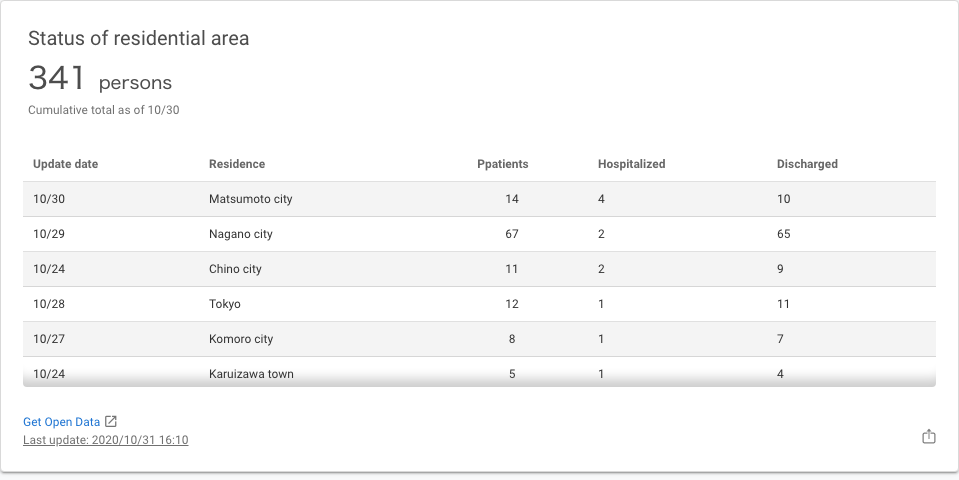 Status of residential area
341 persons
Cumulative total as of 10/30
Update date Residence Ppatients Hospitalized Discharged
10/30 Matsumoto city 14 4 10
10/29 Nagano city 67 2 65
10/24 Chino city 11 2 9
10/28 Tokyo 12 1 11
10/27 Komoro city 8 1 7
10/24 Karuizawa town 5 1 4
Get Open Data
Last update: 2020/10/31 16:10